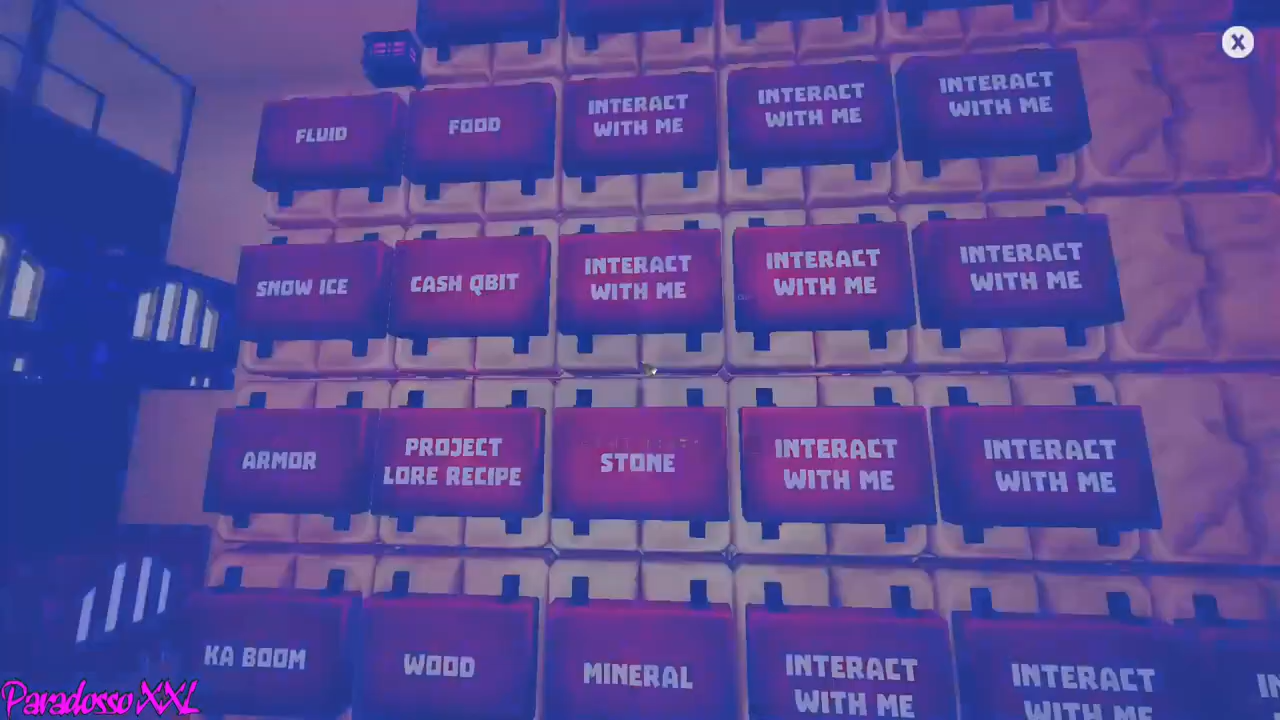 FLUID
FOOD
INTERACT
WITH ME
INTERACT
WITH ME
INTERACT
WITH ME
SNOW ICE
CASH QBIT
INTERACT
WITH ME
INTERACT
WITH ME
INTERACT
WITH ME
ARMOR
PROJECT
LORE RECIPE
STONE
INTERACT
WITH ME
INTERACT
WITH ME
KA BOOM
WOOD
MINERAL
INTERACT
WITH ME
INTERACT
WITH ME
Paradosso XXL
X